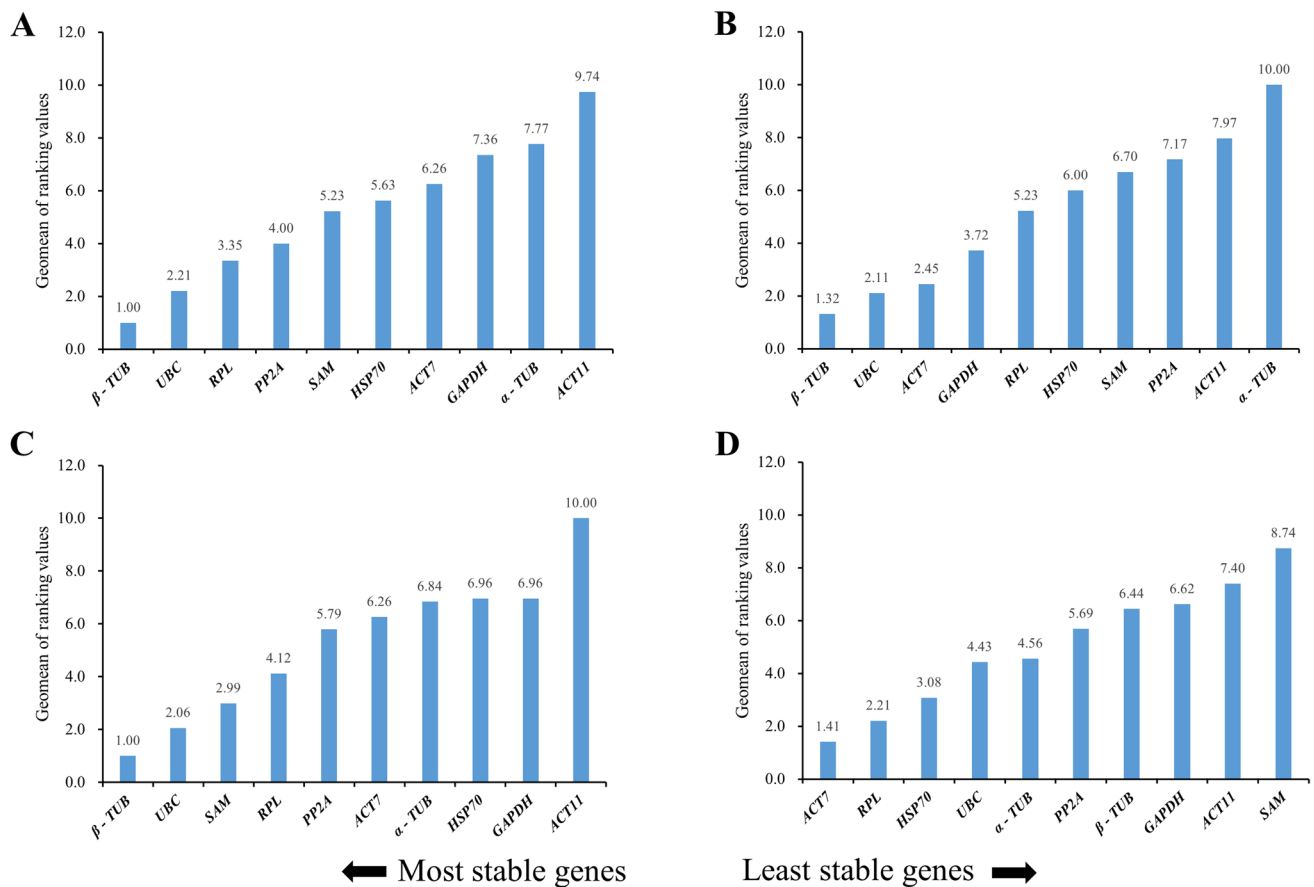 A
Geomean of ranking values
12.0
10.0
8.0
6.0
4.0
2.0
0.0
1.00
2.21
3.35
4.00
5.23
5.63
6.26
7.36
7.77
9.74
β - TUB
UBC
RPL
PP2A
SAM
HSP70
ACT7
GAPDH
α - TUB
ACT11
B
Geomean of ranking values
12.0
10.0
8.0
6.0
4.0
2.0
0.0
1.32
2.11
2.45
3.72
5.23
6.00
6.70
7.17
7.97
10.00
β - TUB
UBC
ACT7
GAPDH
RPL
HSP70
SAM
PP2A
ACT11
α - TUB
C
Geomean of ranking values
12.0
10.0
8.0
6.0
4.0
2.0
0.0
1.00
2.06
2.99
4.12
5.79
6.26
6.84
6.96
6.96
10.00
β - TUB
UBC
SAM
RPL
PP2A
ACT7
α - TUB
HSP70
GAPDH
ACT11
D
Geomean of ranking values
12.0
10.0
8.0
6.0
4.0
2.0
0.0
1.41
2.21
3.08
4.43
4.56
5.69
6.44
6.62
7.40
8.74
ACT7
RPL
HSP70
UBC
α - TUB
PP2A
β - TUB
GAPDH
ACT11
SAM
Most stable genes
Least stable genes